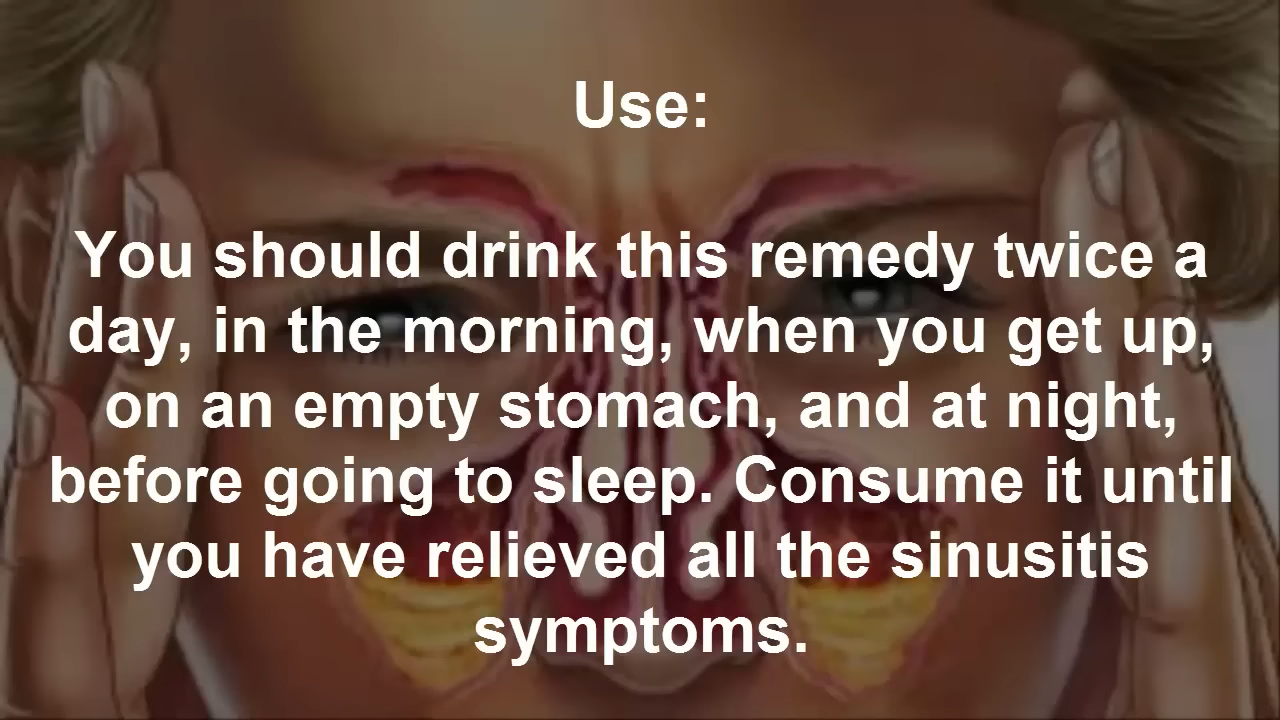 Use:
You should drink this remedy twice a
day, in the morning, when you get up,
on an empty stomach, and at night,
before going to sleep. Consume it until
you have relieved all the sinusitis
symptoms.